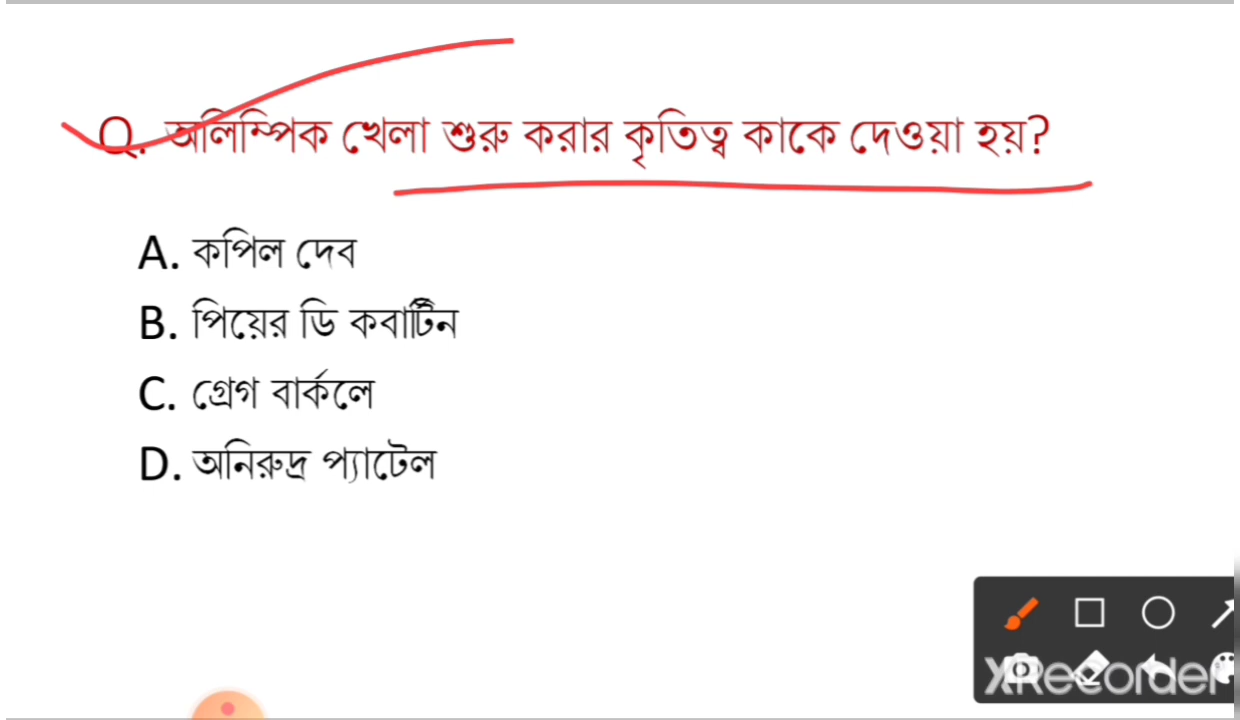 Q. অলিম্পিক খেলা শুরু করার কৃতিত্ব কাকে দেওয়া হয়?
A. কপিল দেব
B. পিয়ের ডি কবার্টিন
C. গ্রেগ বার্কলে
D. অনিরুদ্র প্যাটেল
XRecorder